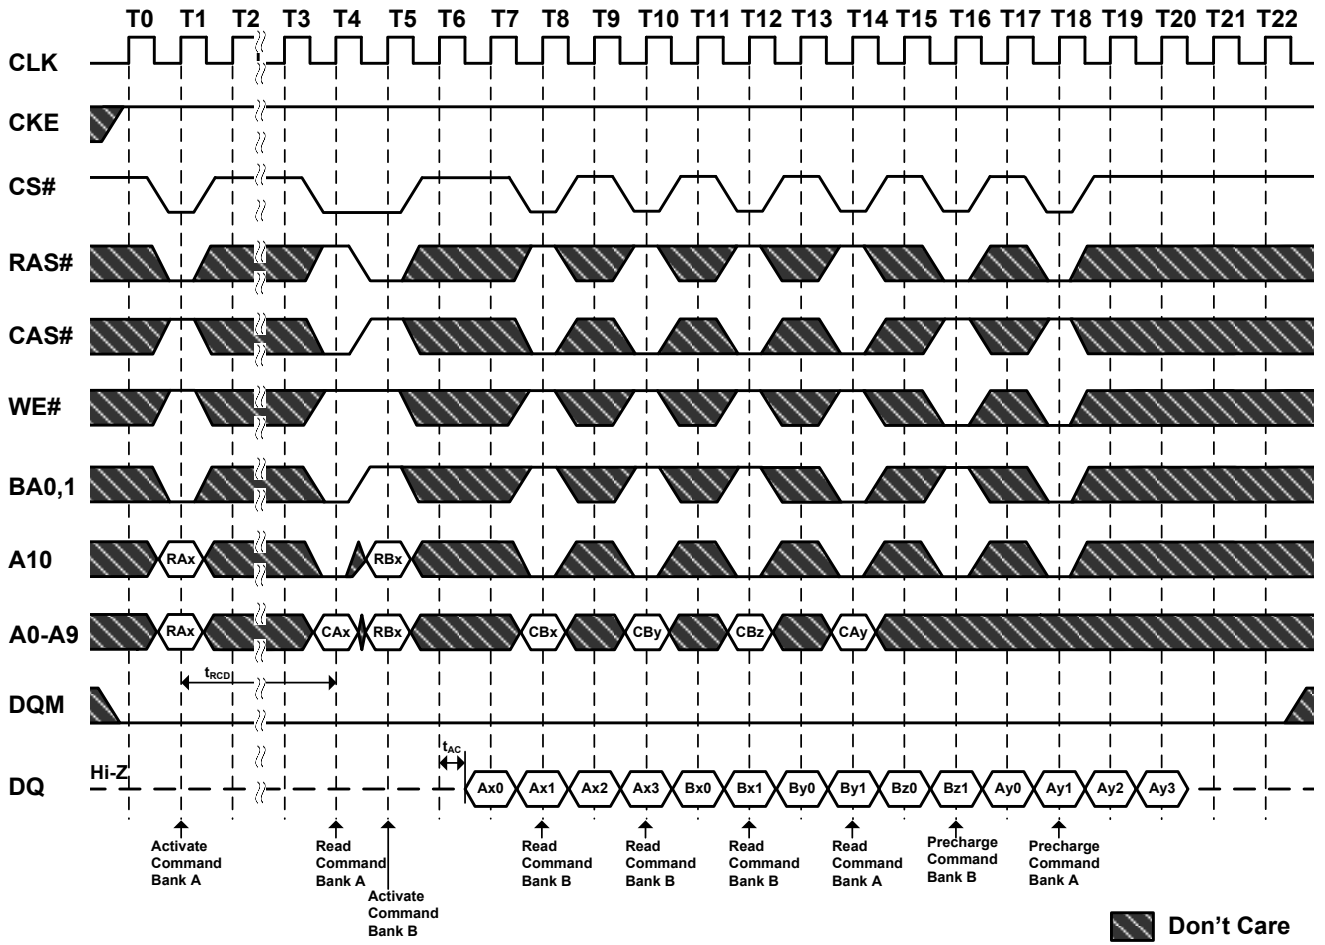 T0 T1 T2 T3 T4 T5 T6 T7 T8 T9 T10 T11 T12 T13 T14 T15 T16 T17 T18 T19 T20 T21 T22
CLK
CKE
CS#
RAS#
CAS#
WE#
BA0,1
A10
RAx RBx
A0-A9
RAx CAx RBx CBx CBy CBz CAy
tRCD
DQM
tAC
Hi-Z
DQ
Ax0 Ax1 Ax2 Ax3 Bx0 Bx1 By0 By1 Bz0 Bz1 Ay0 Ay1 Ay2 Ay3
Activate
Command
Bank A
Read
Command
Bank A
Activate
Command
Bank B
Read
Command
Bank B
Read
Command
Bank B
Read
Command
Bank B
Read
Command
Bank A
Precharge
Command
Bank B
Precharge
Command
Bank A
Don't Care